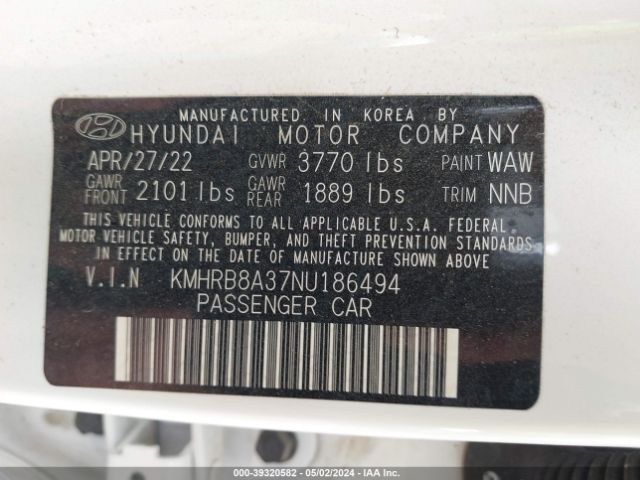 MANUFACTURED IN KOREA BY
HYUNDAI MOTOR COMPANY
APR/27/22 GVWR 3770 lbs PAINT WAW
GAWR FRONT 2101 lbs GAWR REAR 1889 lbs TRIM NNB
THIS VEHICLE CONFORMS TO ALL APPLICABLE U.S.A. FEDERAL
MOTOR VEHICLE SAFETY, BUMPER, AND THEFT PREVENTION STANDARDS
IN EFFECT ON THE DATE OF MANUFACTURE SHOWN ABOVE
V.I.N KMHRB8A37NU186494
PASSENGER CAR
000-39320582 - 05/02/2024 - IAA Inc.